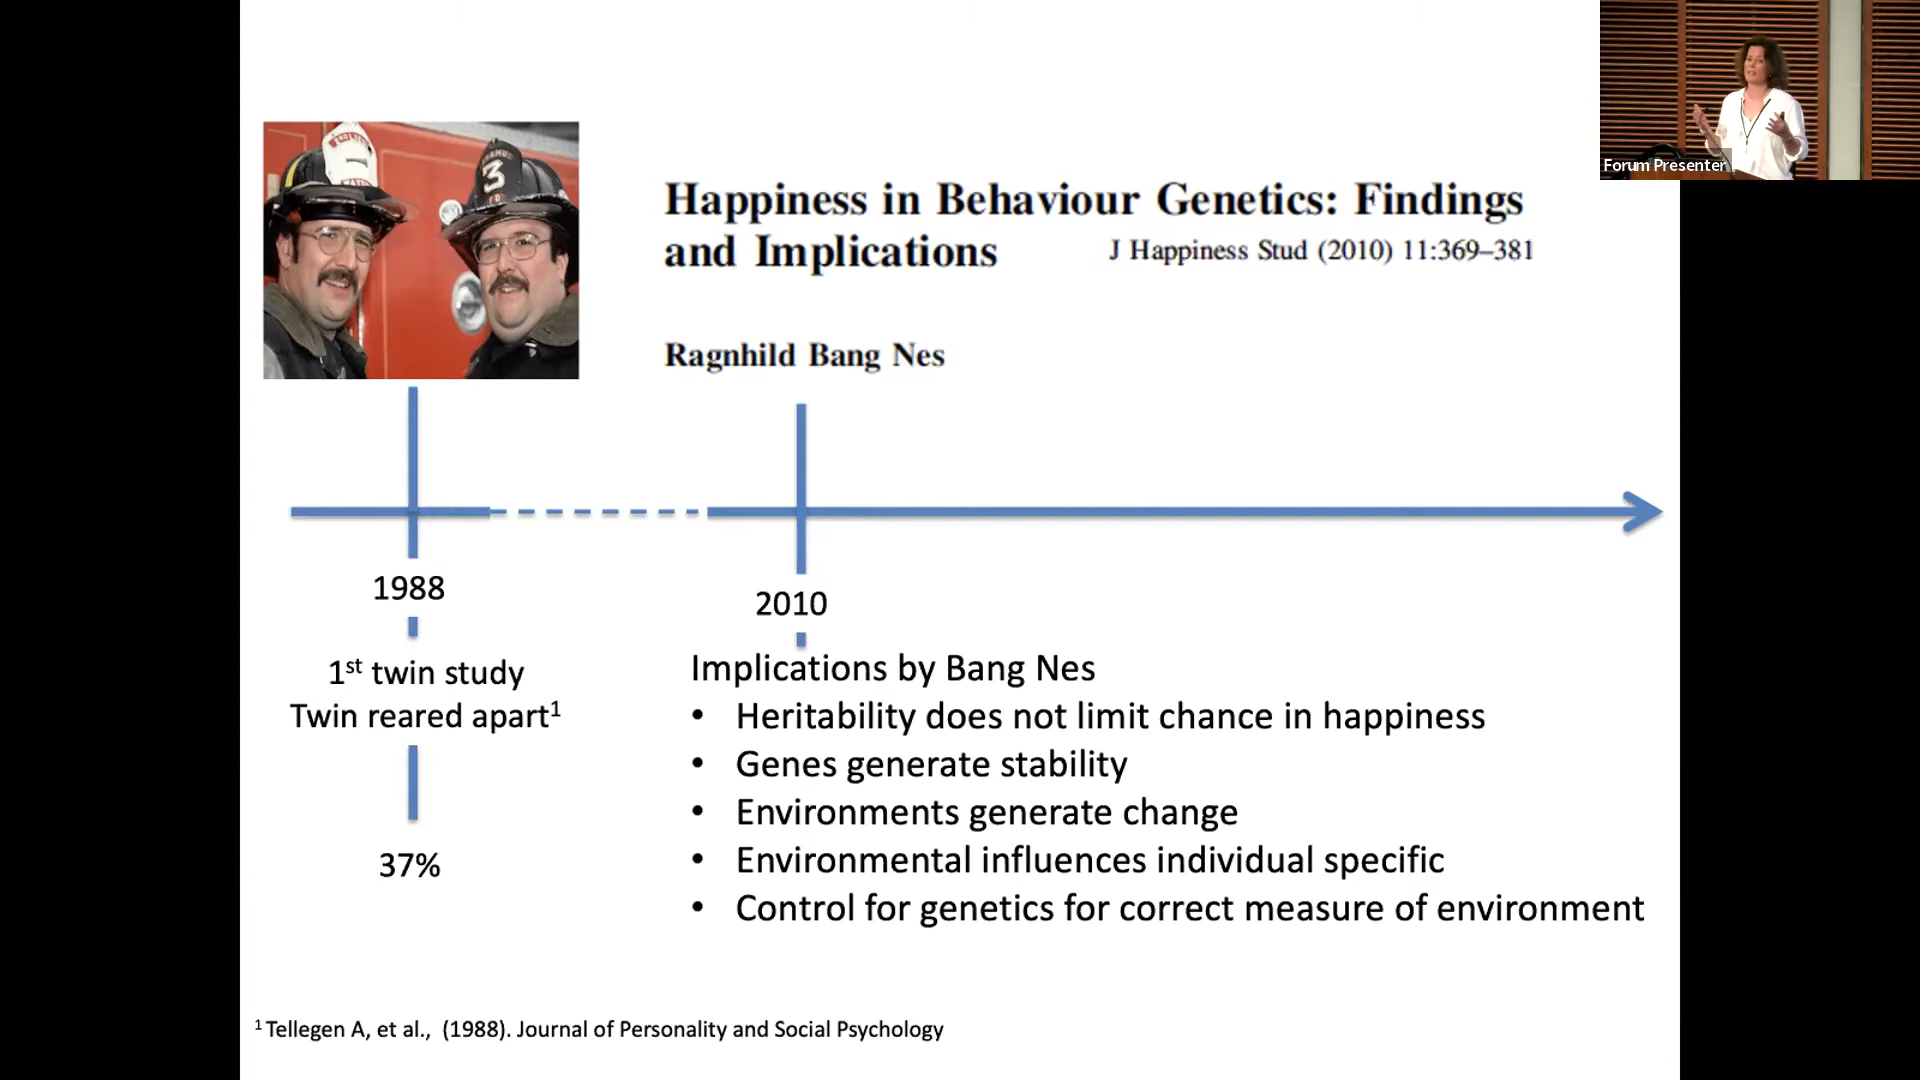 Forum Presenter
3
Happiness in Behaviour Genetics: Findings
and Implications
J Happiness Stud (2010) 11:369–381
Ragnhild Bang Nes
1988
1st twin study
Twin reared apart1
37%
2010
Implications by Bang Nes
• Heritability does not limit chance in happiness
• Genes generate stability
• Environments generate change
• Environmental influences individual specific
• Control for genetics for correct measure of environment
1 Tellegen A, et al., (1988). Journal of Personality and Social Psychology